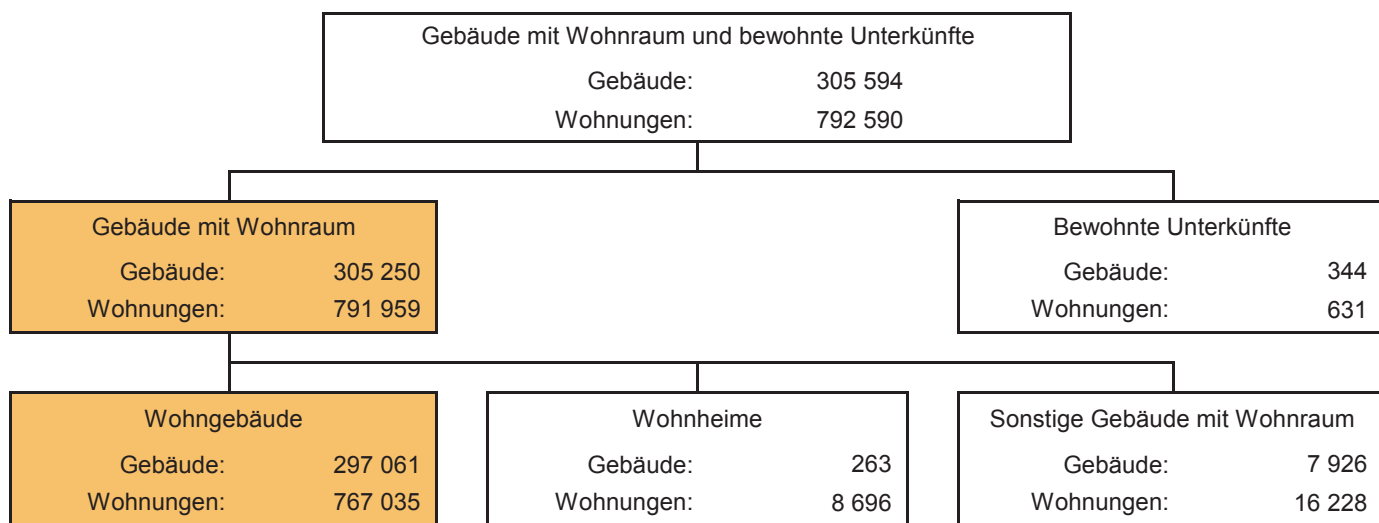 Gebäude mit Wohnraum und bewohnte Unterkünfte
Gebäude: 305 594
Wohnungen: 792 590
Gebäude mit Wohnraum
Gebäude: 305 250
Wohnungen: 791 959
Bewohnte Unterkünfte
Gebäude: 344
Wohnungen: 631
Wohngebäude
Gebäude: 297 061
Wohnungen: 767 035
Wohnheime
Gebäude: 263
Wohnungen: 8 696
Sonstige Gebäude mit Wohnraum
Gebäude: 7 926
Wohnungen: 16 228